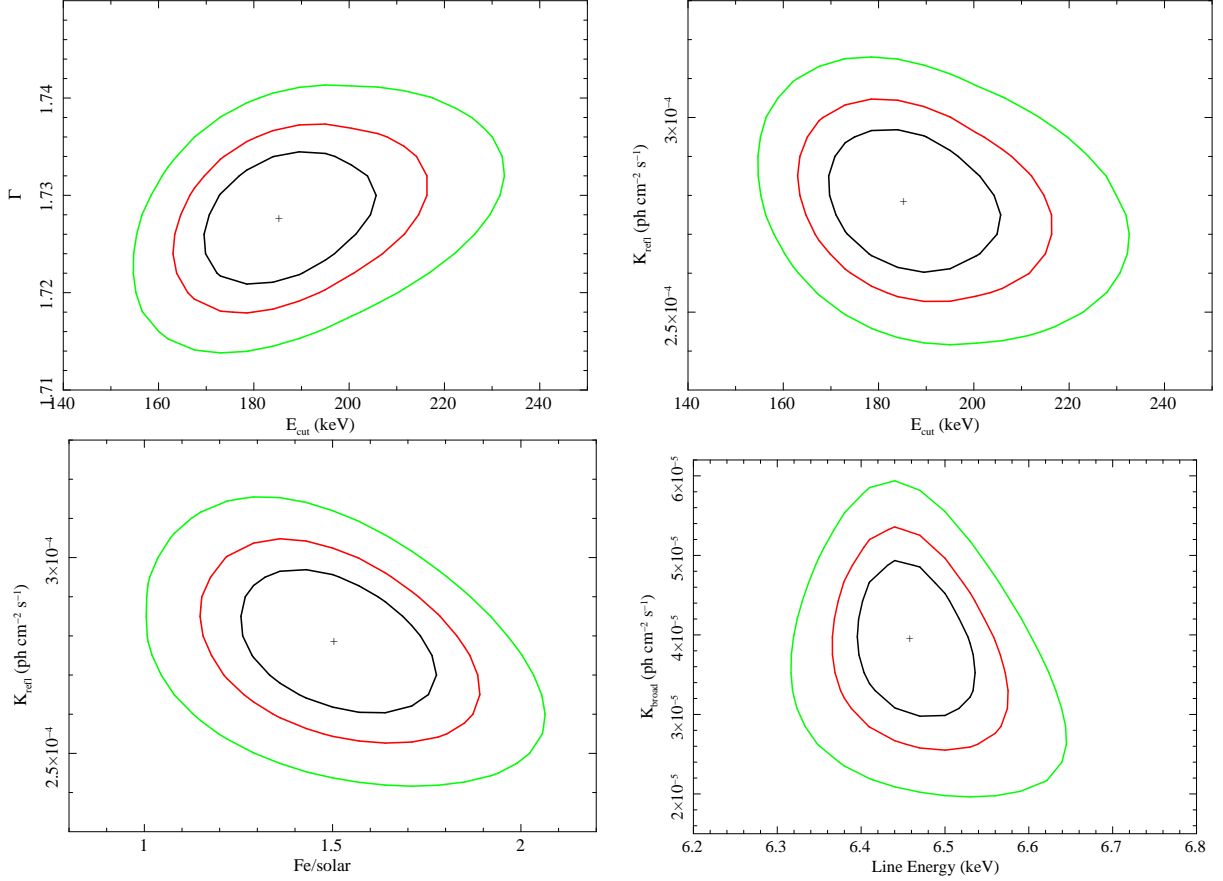 1.74
1.73
1.72
1.71
Γ
140 160 180 200 220 240
E_cut (keV)
3×10⁻⁴
2.5×10⁻⁴
K_refl (ph cm⁻² s⁻¹)
140 160 180 200 220 240
E_cut (keV)
3×10⁻⁴
2.5×10⁻⁴
K_refl (ph cm⁻² s⁻¹)
1 1.5 2
Fe/solar
6×10⁻⁵
5×10⁻⁵
4×10⁻⁵
3×10⁻⁵
2×10⁻⁵
K_broad (ph cm⁻² s⁻¹)
6.2 6.3 6.4 6.5 6.6 6.7 6.8
Line Energy (keV)